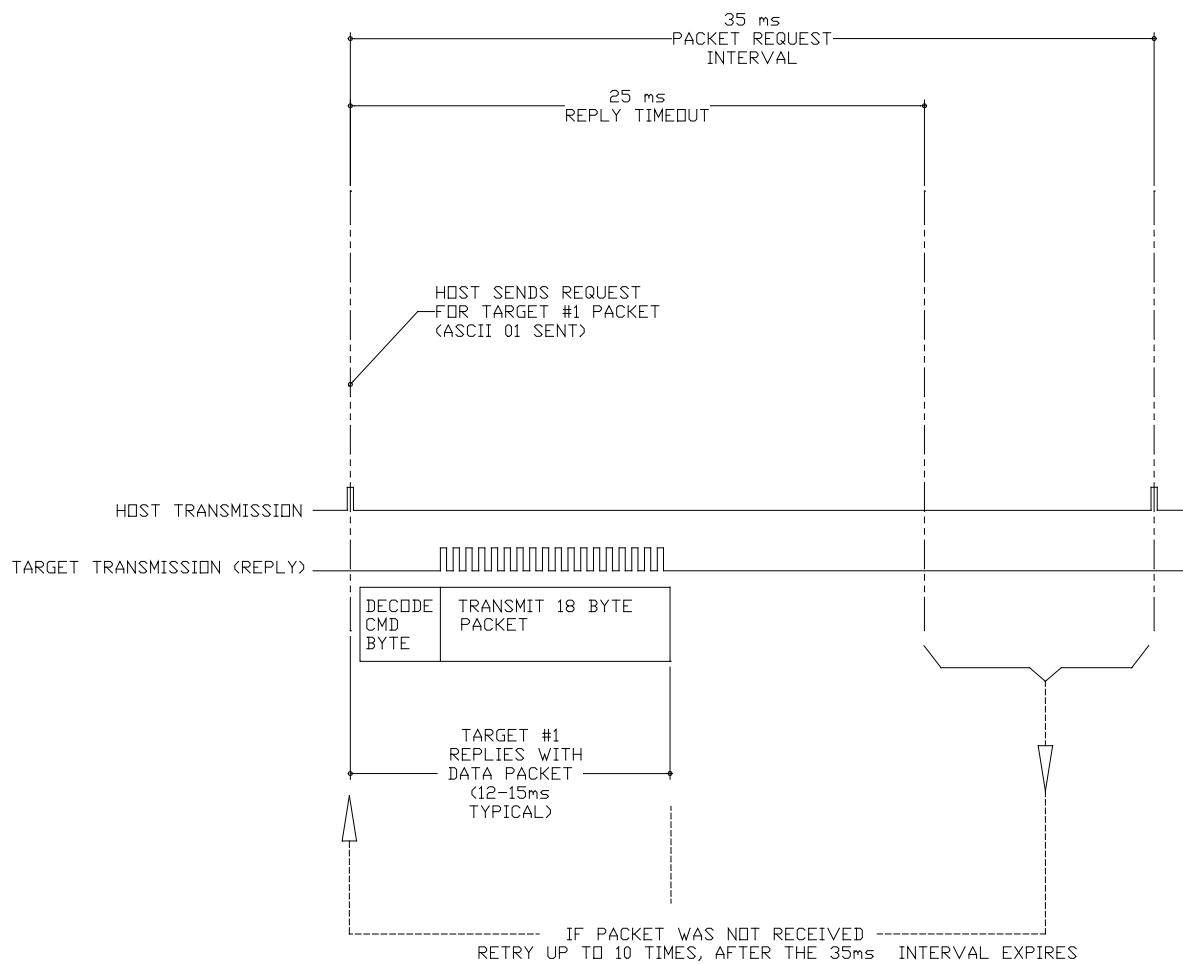 35 ms
PACKET REQUEST
INTERVAL
25 ms
REPLY TIMEOUT
HOST SENDS REQUEST
FOR TARGET #1 PACKET
(ASCII 01 SENT)
HOST TRANSMISSION
TARGET TRANSMISSION (REPLY)
DECODE
CMD
BYTE
TRANSMIT 18 BYTE
PACKET
TARGET #1
REPLIES WITH
DATA PACKET
(12-15ms
TYPICAL)
IF PACKET WAS NOT RECEIVED
RETRY UP TO 10 TIMES, AFTER THE 35ms INTERVAL EXPIRES